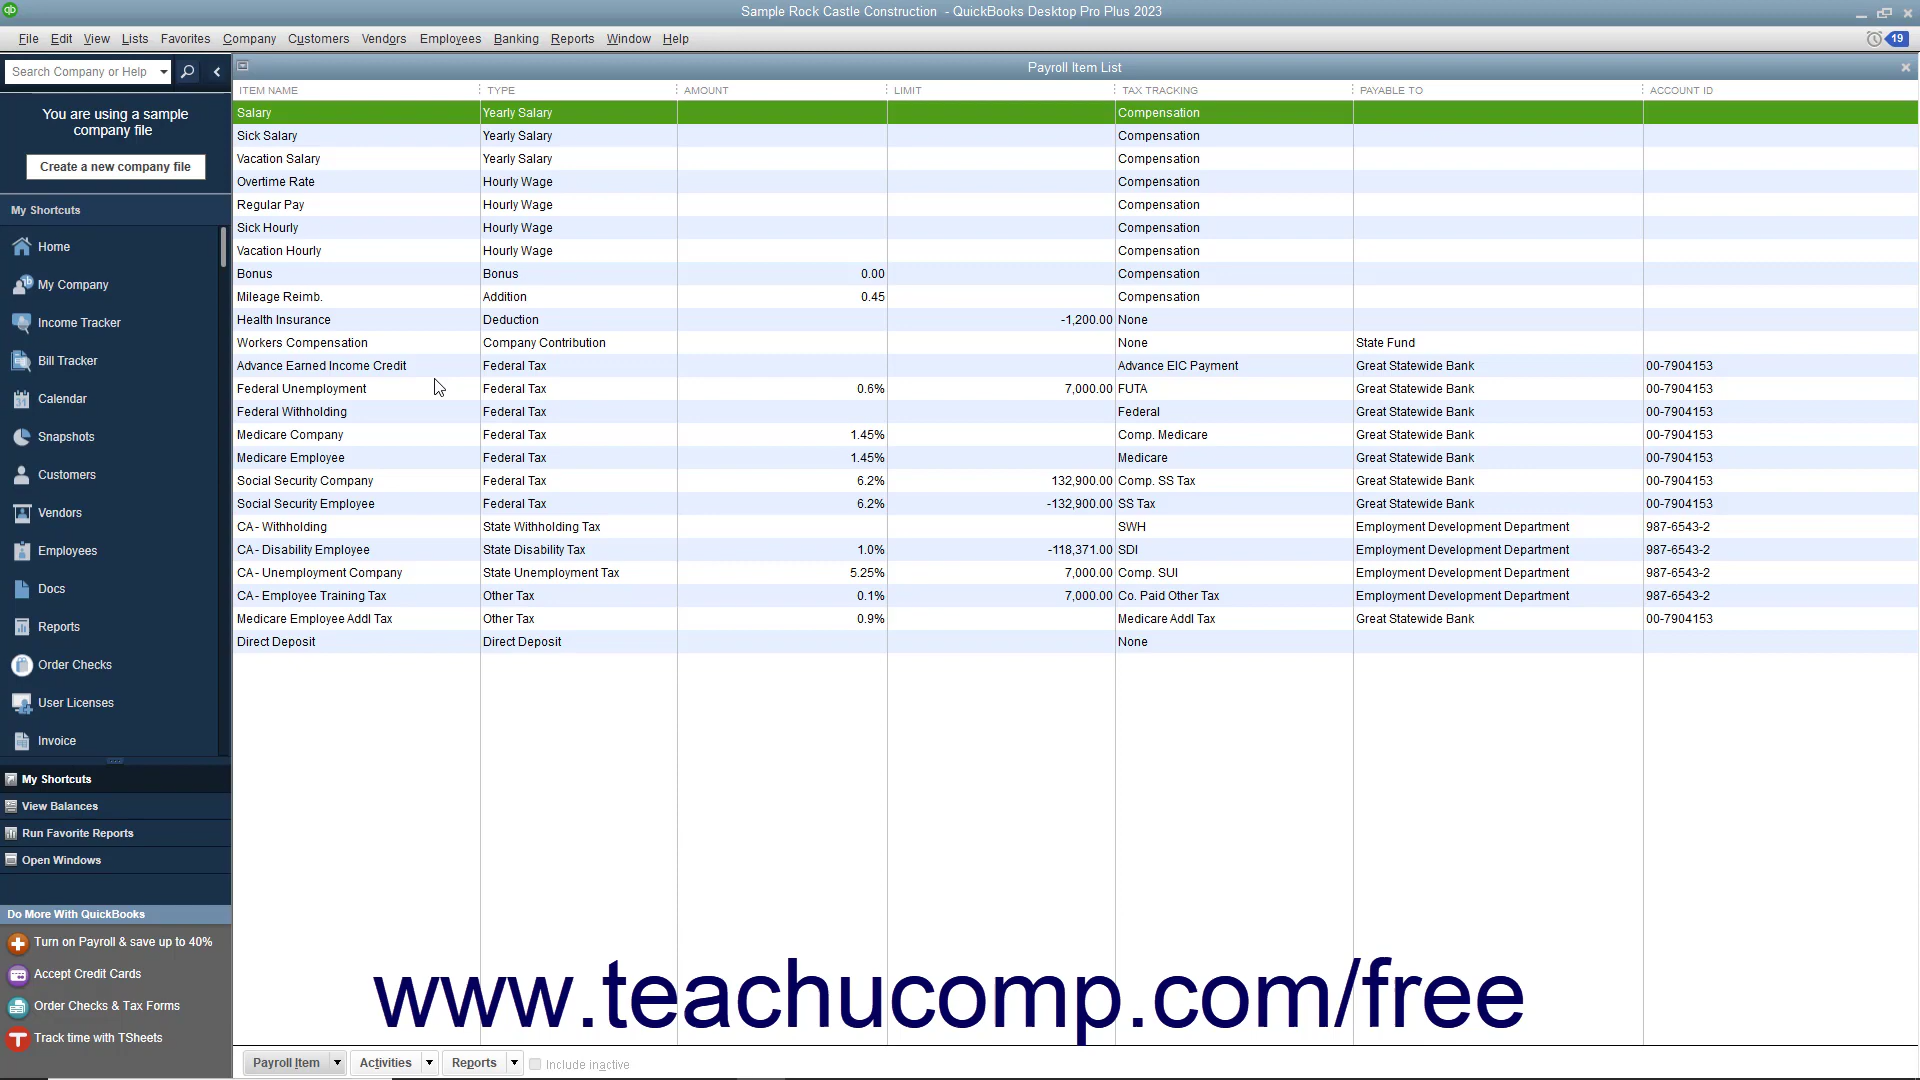 Sample Rock Castle Construction - QuickBooks Desktop Pro Plus 2023
File Edit View Lists Favorites Company Customers Vendors Employees Banking Reports Window Help 19
Search Company or Help
You are using a sample
company file
Create a new company file
My Shortcuts
Home
My Company
Income Tracker
Bill Tracker
Calendar
Snapshots
Customers
Vendors
Employees
Docs
Reports
Order Checks
User Licenses
Invoice
My Shortcuts
View Balances
Run Favorite Reports
Open Windows
Do More With QuickBooks
Turn on Payroll & save up to 40%
Accept Credit Cards
Order Checks & Tax Forms
Track time with TSheets
Payroll Item List
ITEM NAME TYPE AMOUNT LIMIT TAX TRACKING PAYABLE TO ACCOUNT ID
Salary Yearly Salary Compensation
Sick Salary Yearly Salary Compensation
Vacation Salary Yearly Salary Compensation
Overtime Rate Hourly Wage Compensation
Regular Pay Hourly Wage Compensation
Sick Hourly Hourly Wage Compensation
Vacation Hourly Hourly Wage Compensation
Bonus Bonus 0.00 Compensation
Mileage Reimb. Addition 0.45 Compensation
Health Insurance Deduction -1,200.00 None
Workers Compensation Company Contribution None State Fund
Advance Earned Income Credit Federal Tax Advance EIC Payment Great Statewide Bank 00-7904153
Federal Unemployment Federal Tax 0.6% 7,000.00 FUTA Great Statewide Bank 00-7904153
Federal Withholding Federal Tax Federal Great Statewide Bank 00-7904153
Medicare Company Federal Tax 1.45% Comp. Medicare Great Statewide Bank 00-7904153
Medicare Employee Federal Tax 1.45% Medicare Great Statewide Bank 00-7904153
Social Security Company Federal Tax 6.2% 132,900.00 Comp. SS Tax Great Statewide Bank 00-7904153
Social Security Employee Federal Tax 6.2% -132,900.00 SS Tax Great Statewide Bank 00-7904153
CA - Withholding State Withholding Tax SWH Employment Development Department 987-6543-2
CA - Disability Employee State Disability Tax 1.0% -118,371.00 SDI Employment Development Department 987-6543-2
CA - Unemployment Company State Unemployment Tax 5.25% 7,000.00 Comp. SUI Employment Development Department 987-6543-2
CA - Employee Training Tax Other Tax 0.1% 7,000.00 Co. Paid Other Tax Employment Development Department 987-6543-2
Medicare Employee Addl Tax Other Tax 0.9% Medicare Addl Tax Great Statewide Bank 00-7904153
Direct Deposit Direct Deposit None
www.teachucomp.com/free
Payroll Item Activities Reports Include inactive